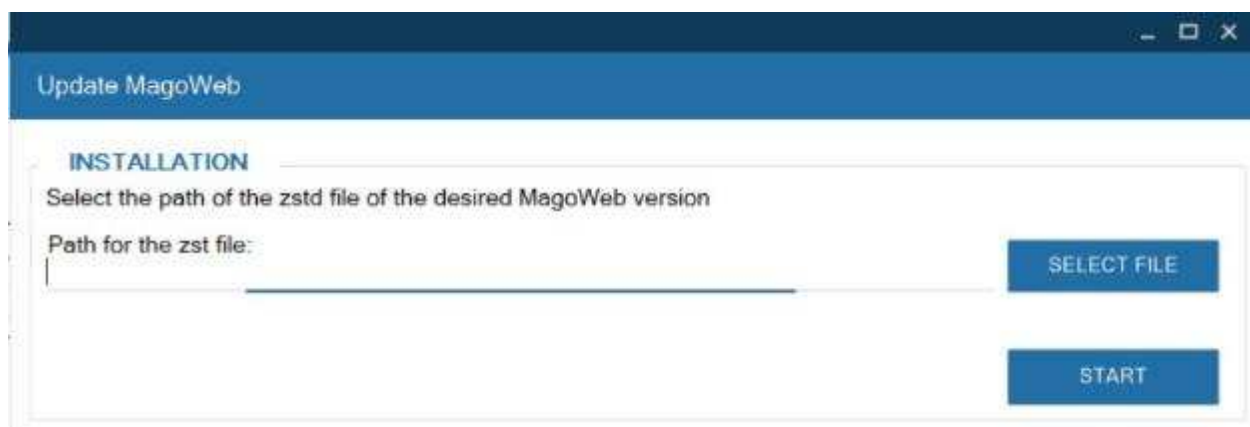 Update MagoWeb
INSTALLATION
Select the path of the zstd file of the desired MagoWeb version
Path for the zst file:
SELECT FILE
START